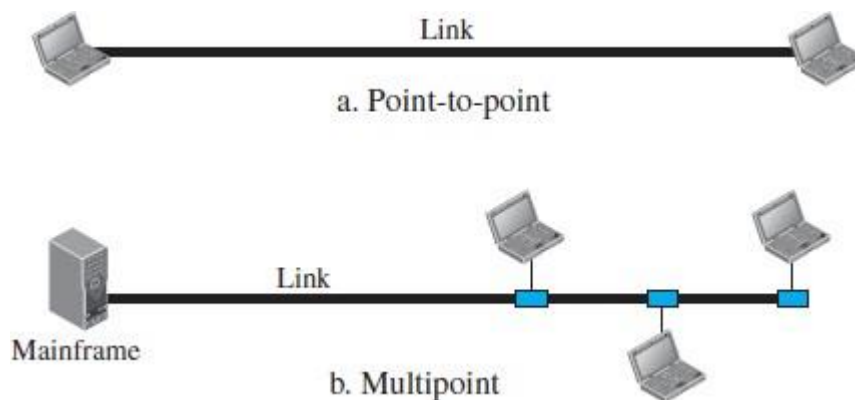 Link
a. Point-to-point
Link
Mainframe
b. Multipoint